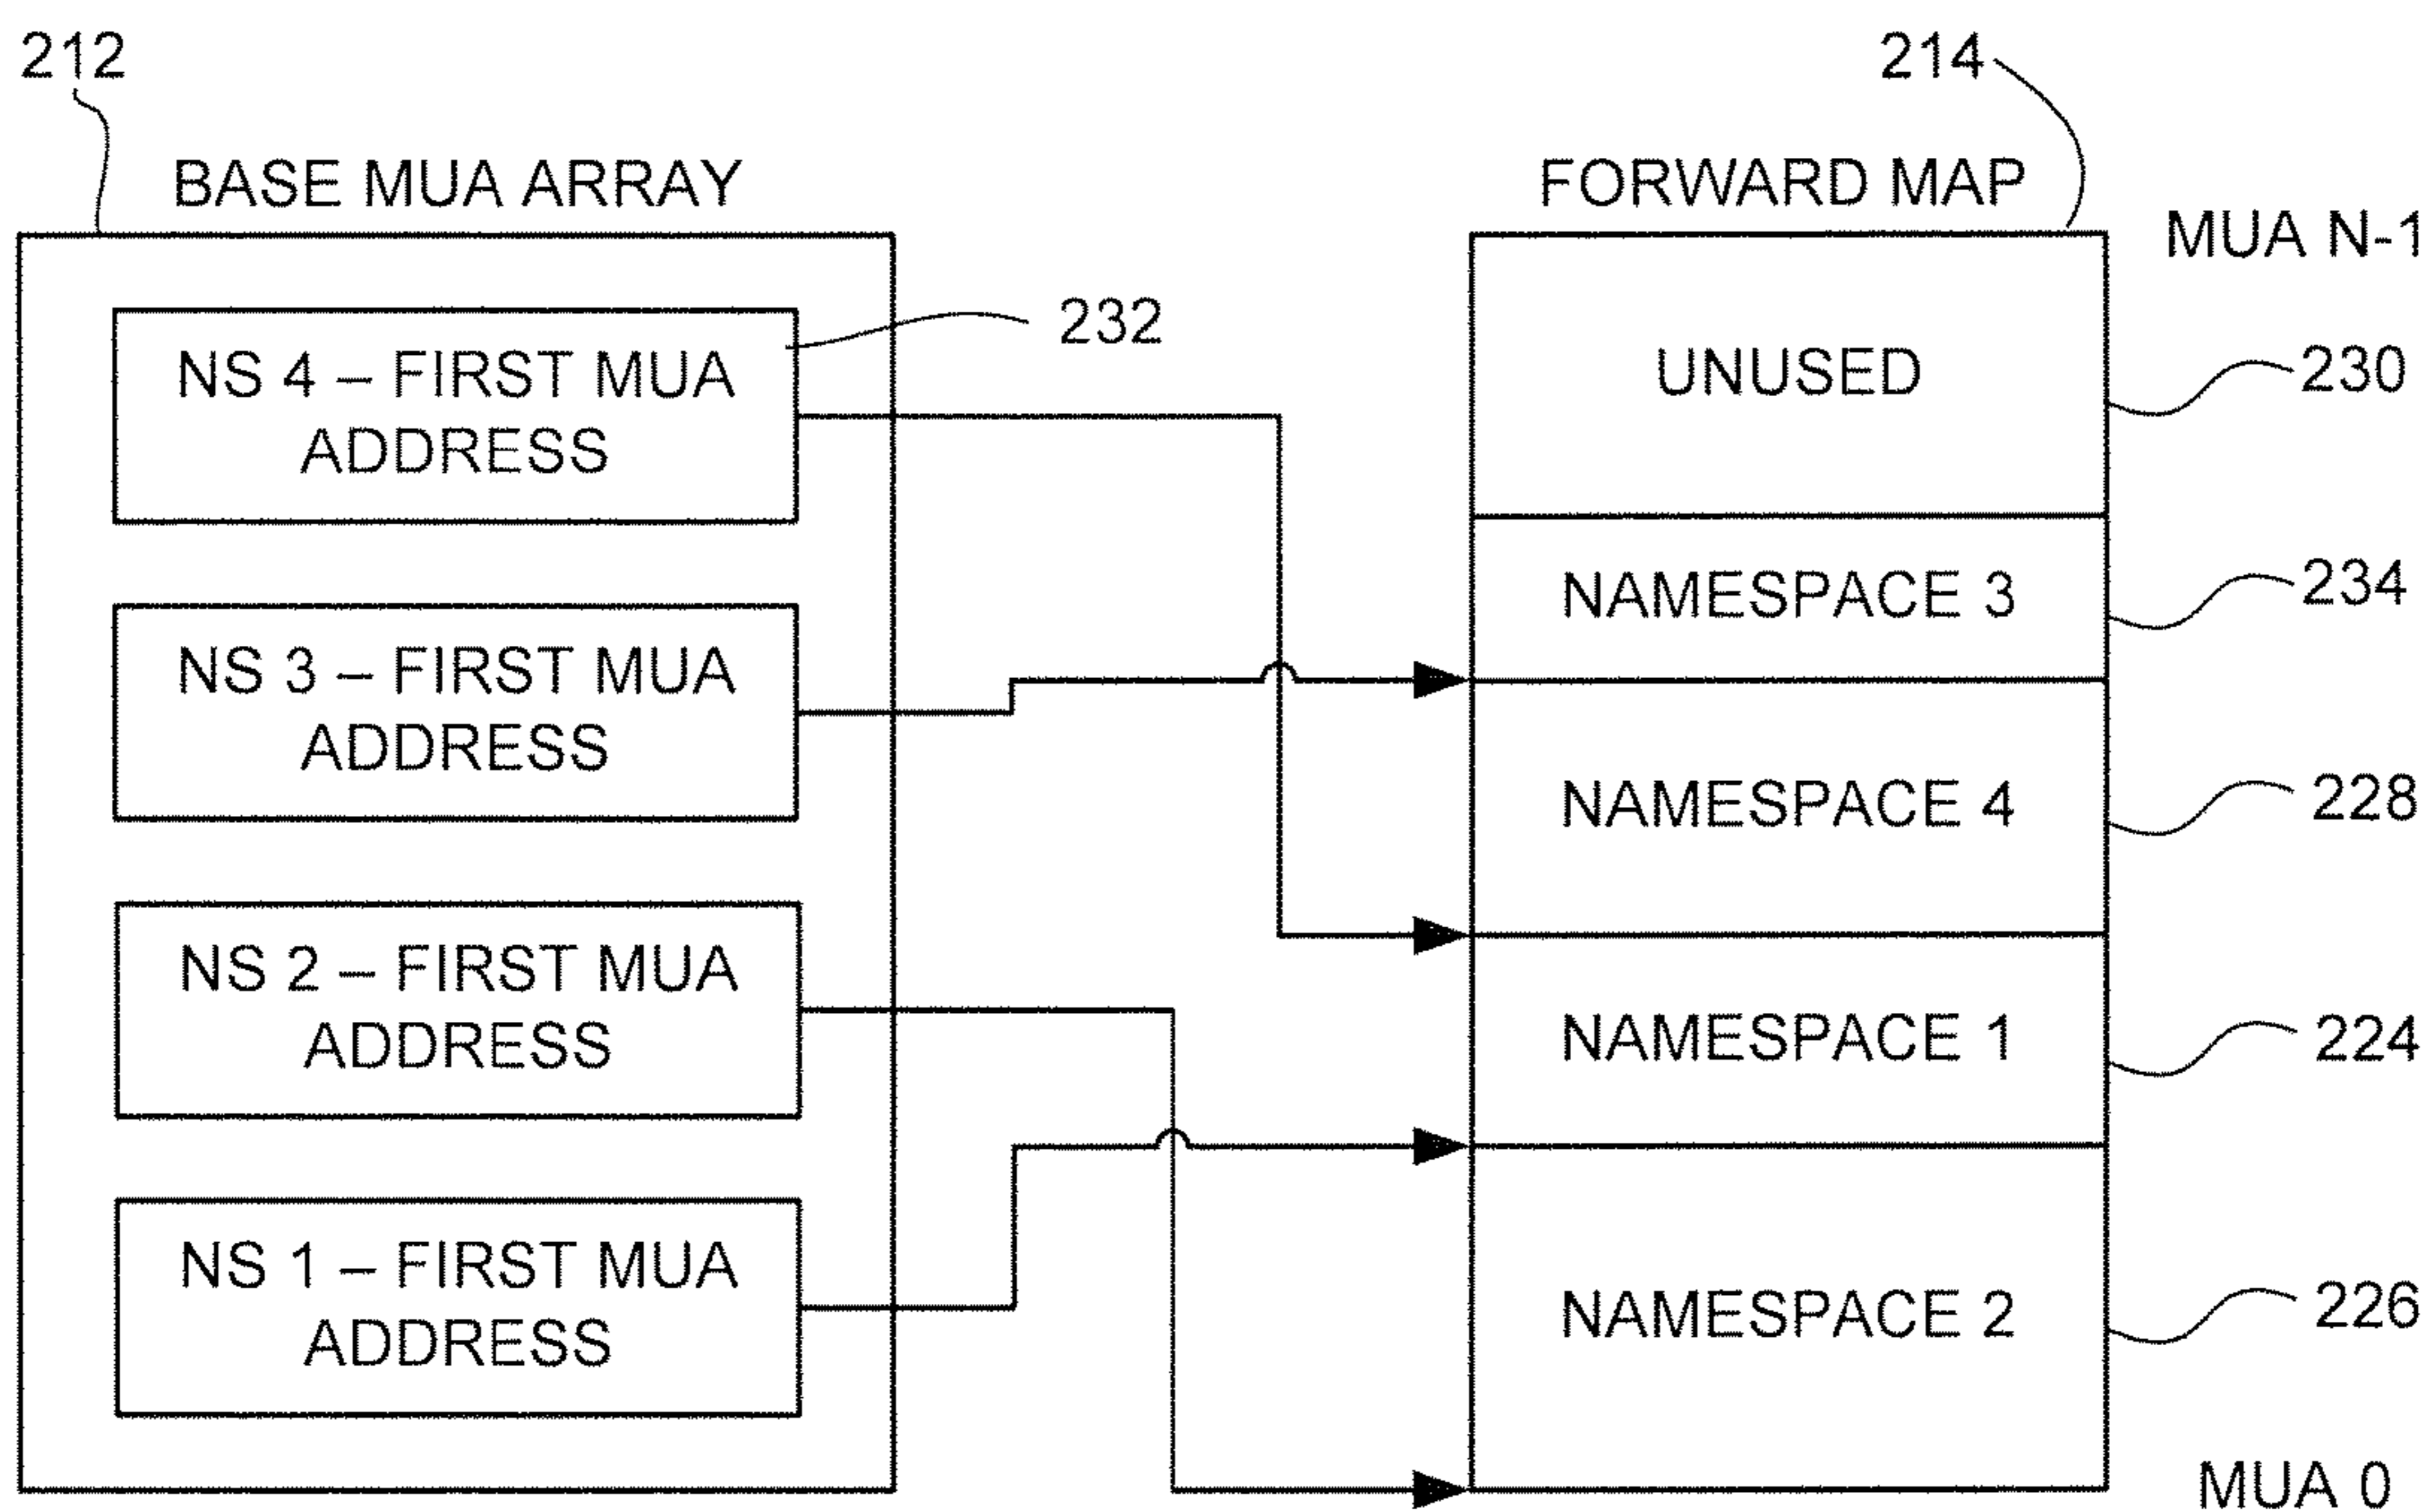 212
214
BASE MUA ARRAY
FORWARD MAP
MUA N-1
NS 4 – FIRST MUA
ADDRESS
232
UNUSED
230
NS 3 – FIRST MUA
ADDRESS
NAMESPACE 3
234
NAMESPACE 4
228
NS 2 – FIRST MUA
ADDRESS
NAMESPACE 1
224
NS 1 – FIRST MUA
ADDRESS
NAMESPACE 2
226
MUA 0